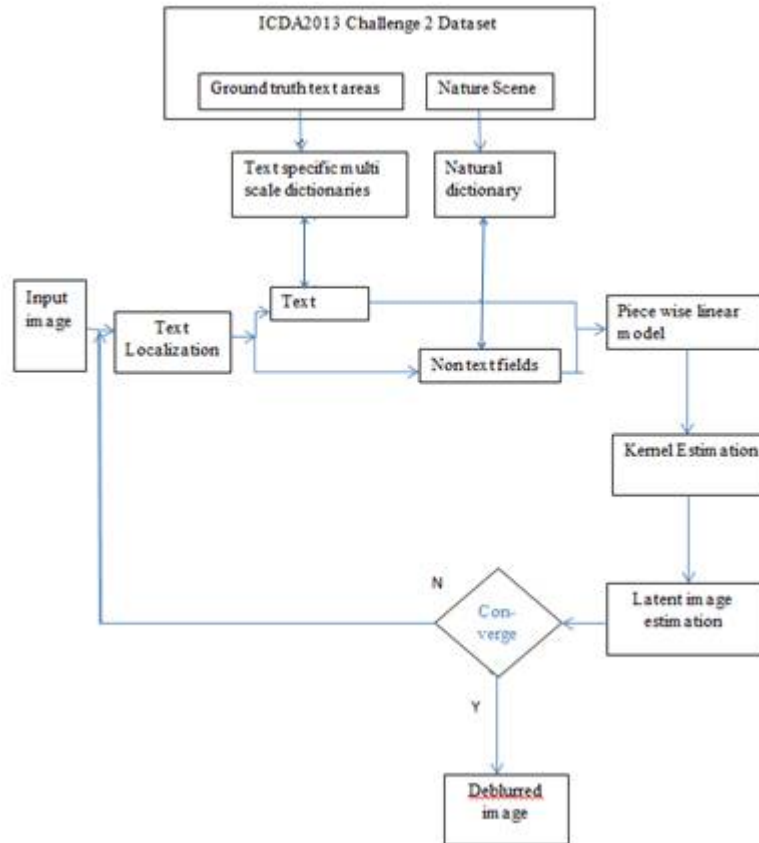 ICDA2013 Challenge 2 Dataset
Ground truth text areas
Nature Scene
Text specific multi
scale dictionaries
Natural
dictionary
Input
image
Text
Localization
Text
Non text fields
Piece wise linear
model
Kernel Estimation
Latent image
estimation
Con-
verge
N
Y
Deblurred
image